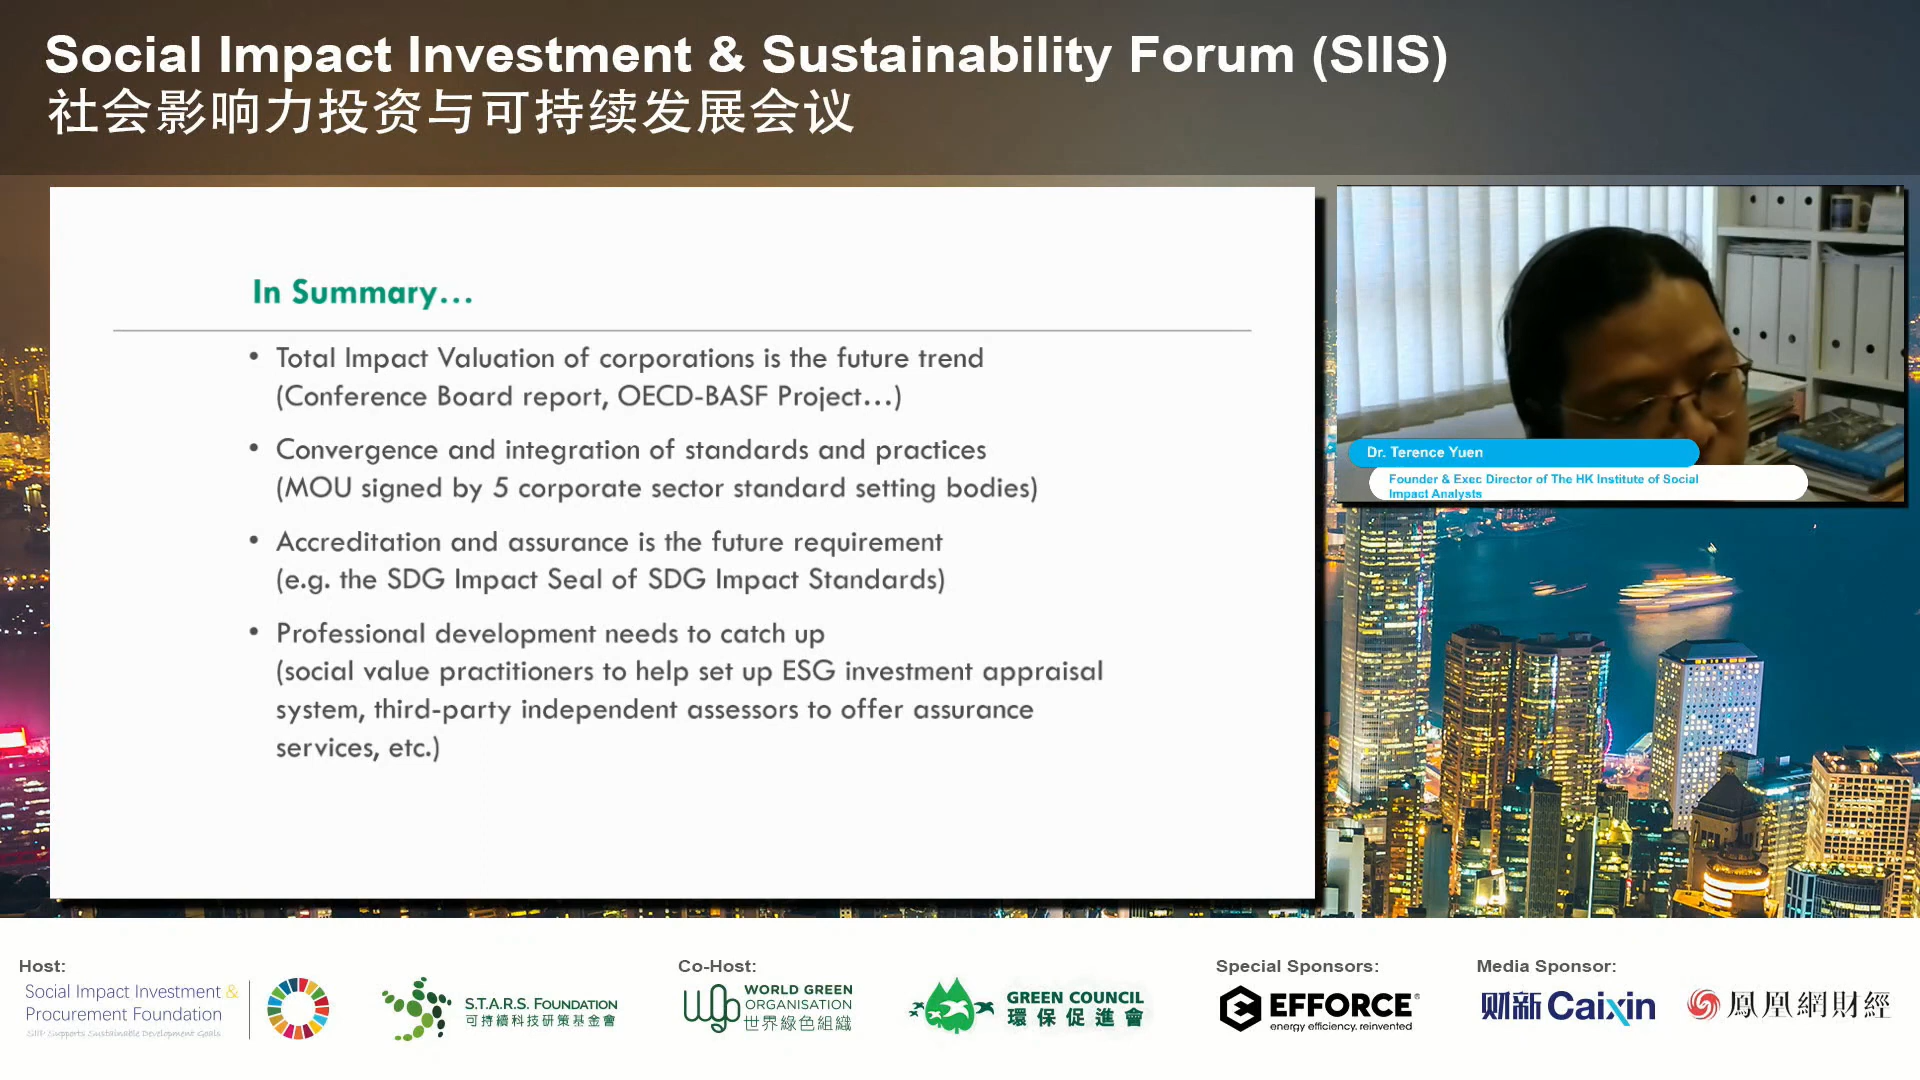 Social Impact Investment & Sustainability Forum (SIIS)
社会影响力投资与可持续发展会议
In Summary…
• Total Impact Valuation of corporations is the future trend
(Conference Board report, OECD-BASF Project…)
• Convergence and integration of standards and practices
(MOU signed by 5 corporate sector standard setting bodies)
• Accreditation and assurance is the future requirement
(e.g. the SDG Impact Seal of SDG Impact Standards)
• Professional development needs to catch up
(social value practitioners to help set up ESG investment appraisal
system, third-party independent assessors to offer assurance
services, etc.)
Dr. Terence Yuen
Founder & Exec Director of The HK Institute of Social
Impact Analysts
Host:
Social Impact Investment &
Procurement Foundation
SIIP Supports Sustainable Development Goals
S.T.A.R.S. FOUNDATION
可持續科技研策基金會
Co-Host:
WORLD GREEN
ORGANISATION
世界綠色組織
GREEN COUNCIL
環保促進會
Special Sponsors:
EFFORCE®
energy efficiency. reinvented
Media Sponsor:
财新 Caixin
鳳凰網財經